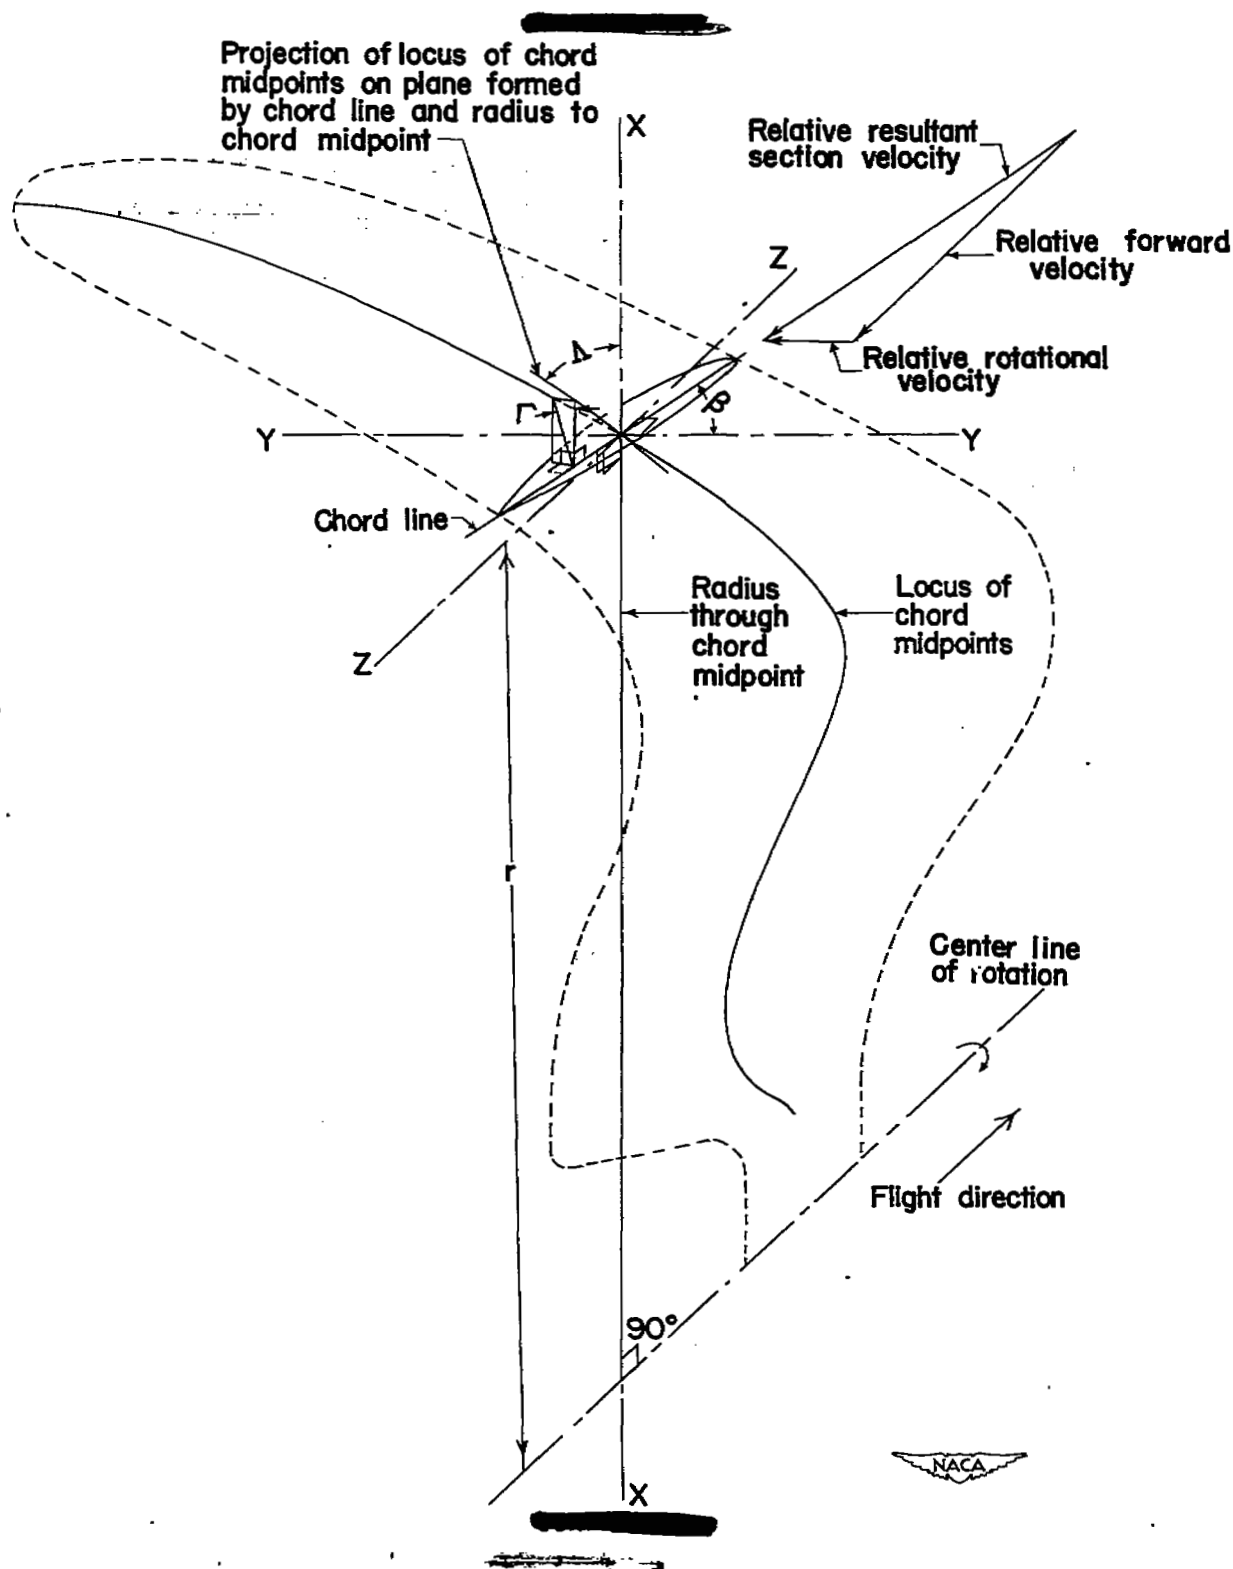 Projection of locus of chord
midpoints on plane formed
by chord line and radius to
chord midpoint
X
Relative resultant
section velocity
Z
Relative forward
velocity
Λ
Relative rotational
velocity
Γ
β
Y
Y
Chord line
Radius
through
chord
midpoint
Locus of
chord
midpoints
Z
r
Center line
of rotation
Flight direction
90°
NACA
X